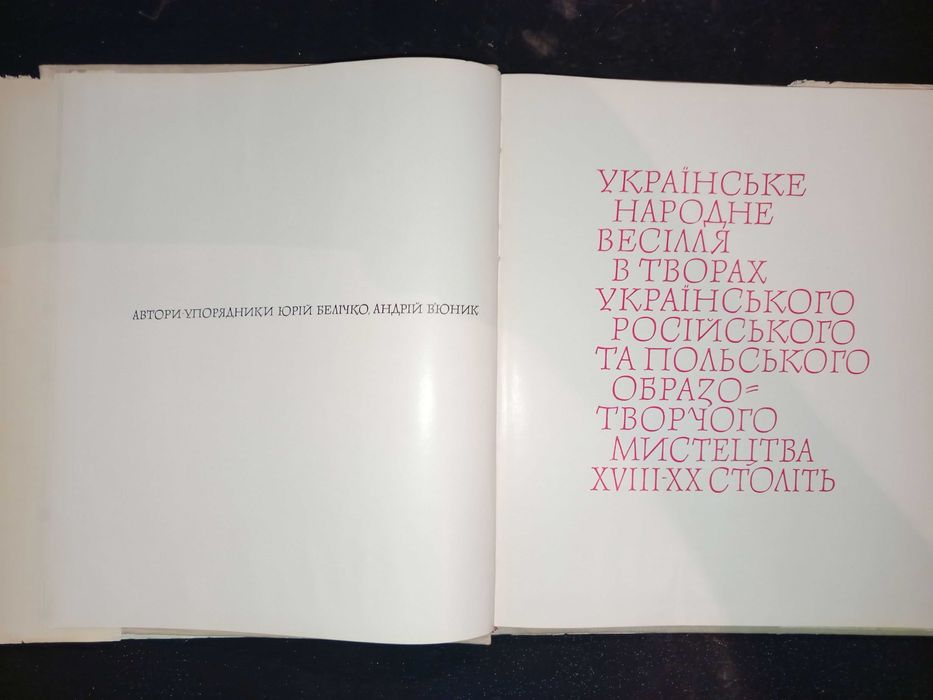 АВТОРИ-УПОРЯДНИКИ ЮРІЙ БЕЛІЧКО, АНДРІЙ В'ЮНИК
УКРАЇНСЬКЕ
НАРОДНЕ
ВЕСІЛЛЯ
В ТВОРАХ
УКРАЇНСЬКОГО
РОСІЙСЬКОГО
ТА ПОЛЬСЬКОГО
ОБРАЗО=
ТВОРЧОГО
МИСТЕЦТВА
XVIII-XX СТОЛІТЬ